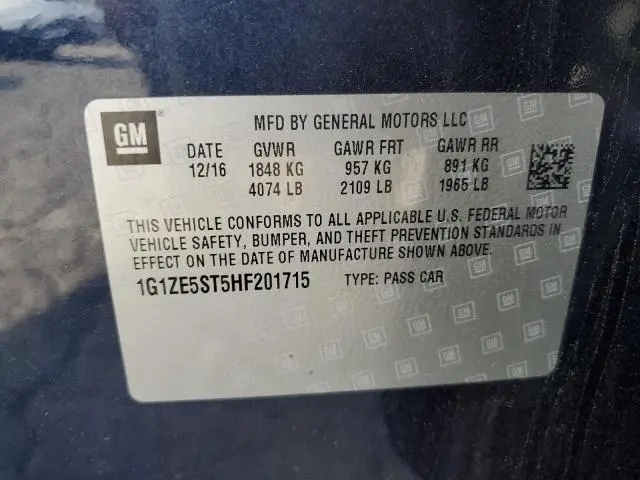 GM
MFD BY GENERAL MOTORS LLC
DATE GVWR GAWR FRT GAWR RR
12/16 1848 KG 957 KG 891 KG
4074 LB 2109 LB 1965 LB
THIS VEHICLE CONFORMS TO ALL APPLICABLE U.S. FEDERAL MOTOR
VEHICLE SAFETY, BUMPER, AND THEFT PREVENTION STANDARDS IN
EFFECT ON THE DATE OF MANUFACTURE SHOWN ABOVE.
1G1ZE5ST5HF201715 TYPE: PASS CAR